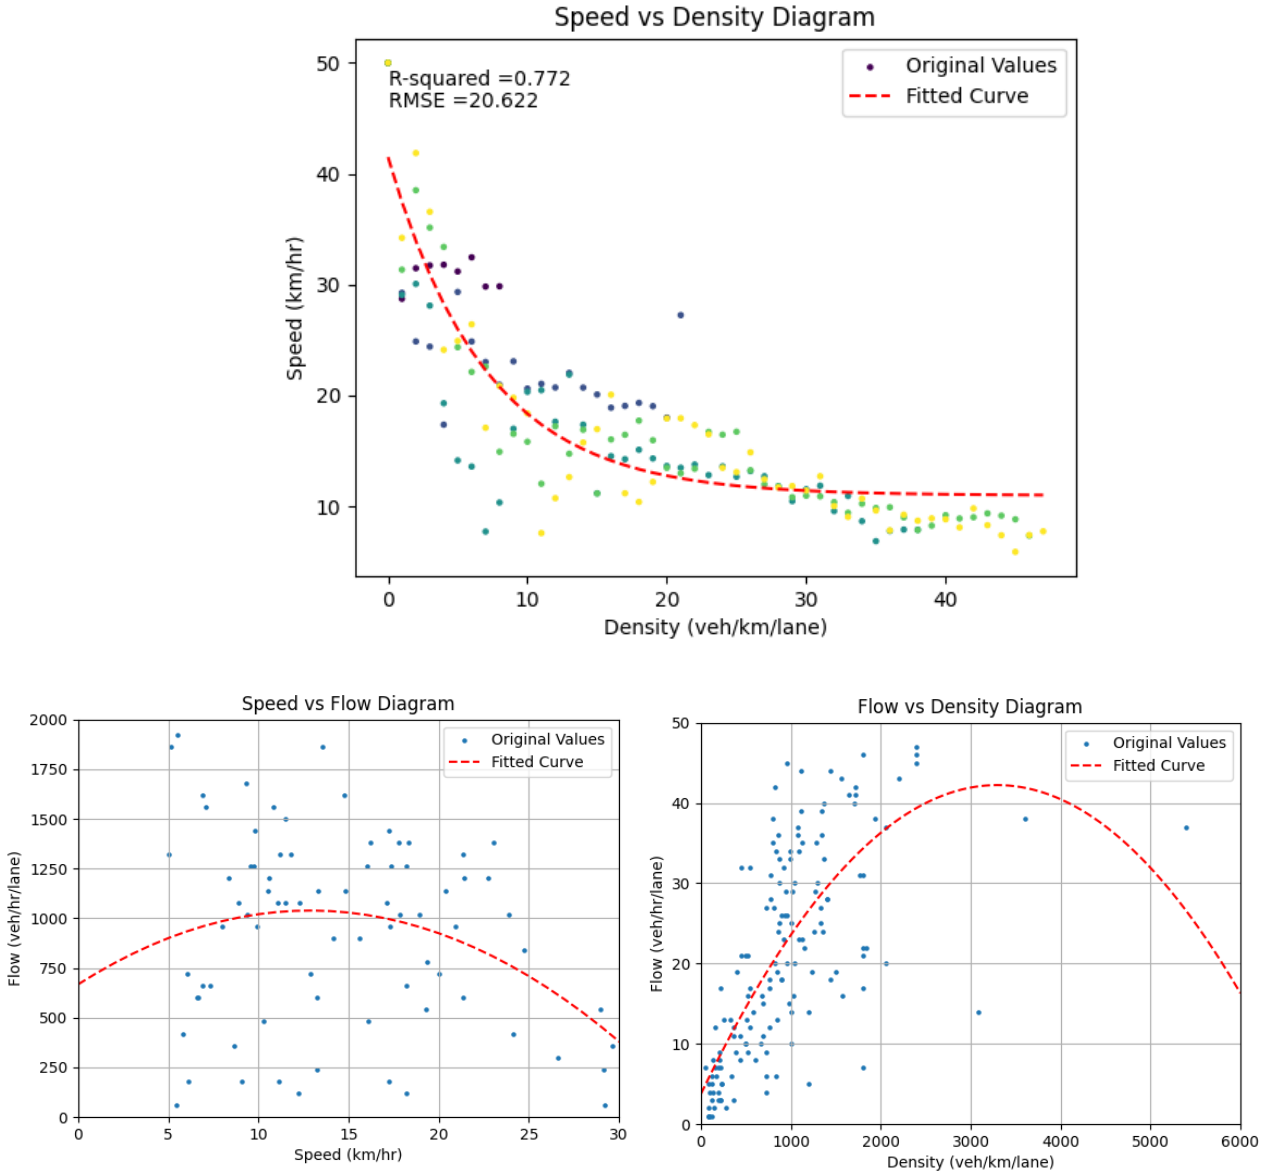 Speed vs Density Diagram
50
40
30
20
10
Speed (km/hr)
R-squared =0.772
RMSE =20.622
Original Values
Fitted Curve
0 10 20 30 40
Density (veh/km/lane)
Speed vs Flow Diagram
2000
1750
1500
1250
1000
750
500
250
0
Flow (veh/hr/lane)
Original Values
Fitted Curve
0 5 10 15 20 25 30
Speed (km/hr)
Flow vs Density Diagram
50
40
30
20
10
0
Flow (veh/hr/lane)
Original Values
Fitted Curve
0 1000 2000 3000 4000 5000 6000
Density (veh/km/lane)